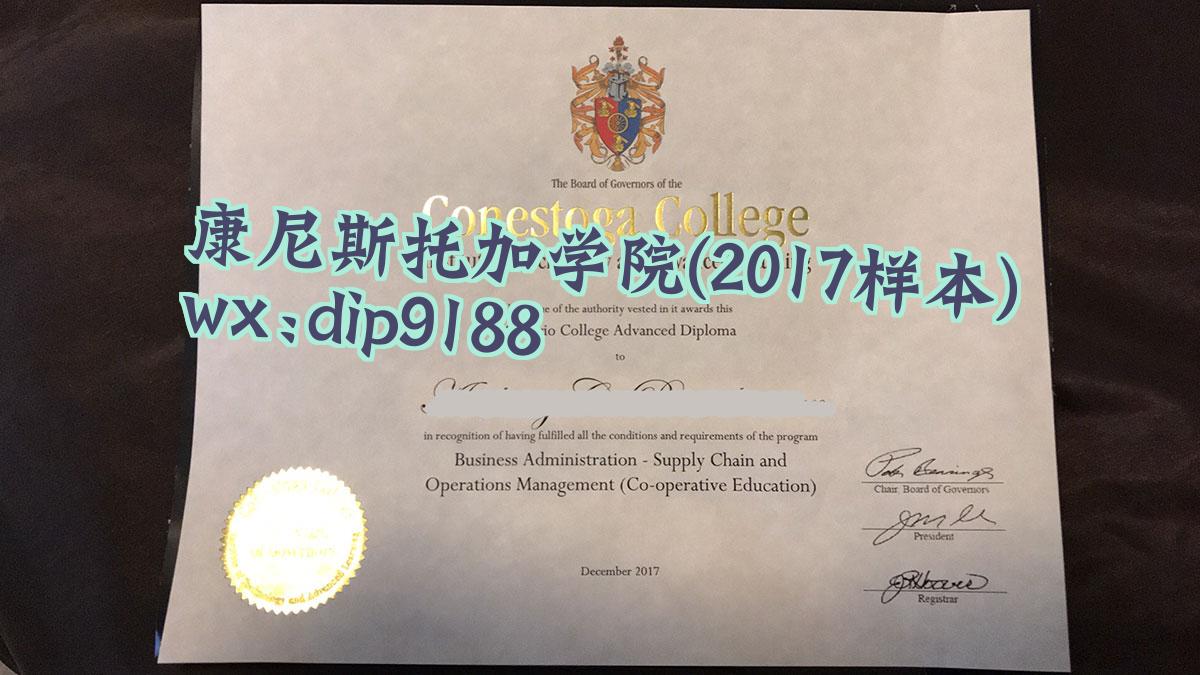 The Board of Governors of the
Conestoga College
康尼斯托加学院(2017样本)
wx:dip9188
of the authority vested in it awards this
College Advanced Diploma
to
in recognition of having fulfilled all the conditions and requirements of the program
Business Administration - Supply Chain and
Operations Management (Co-operative Education)
Chair, Board of Governors
President
December 2017
Registrar
and Advanced Learning